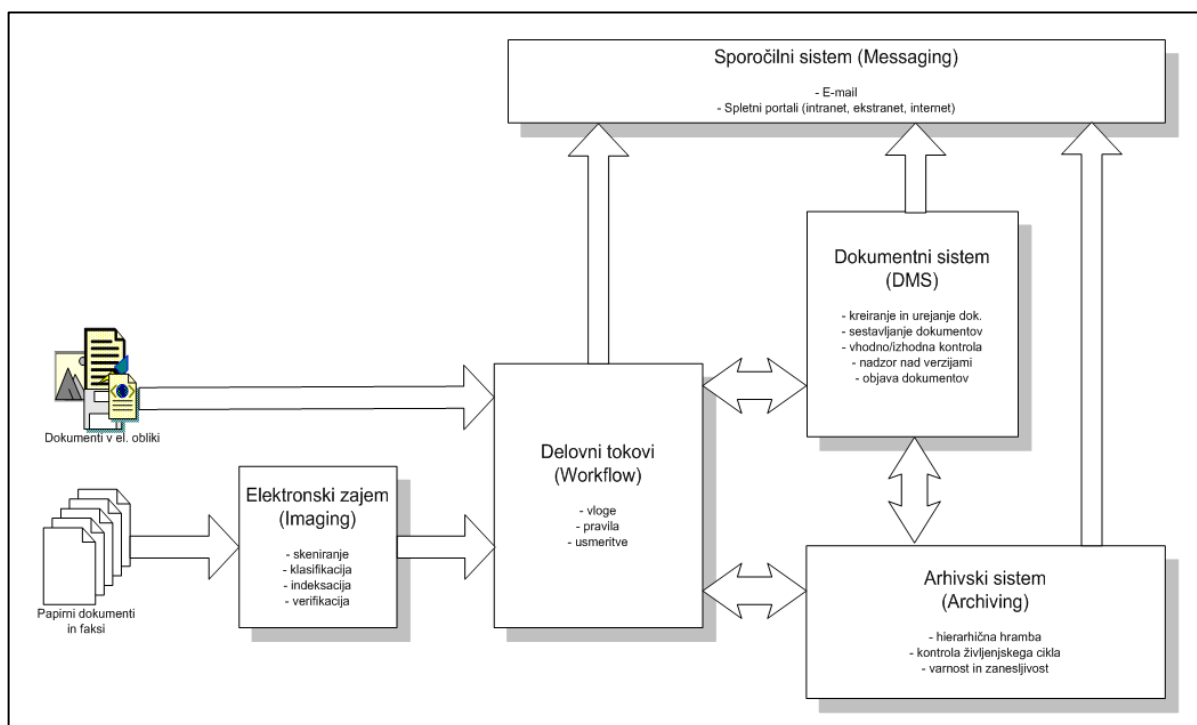 Sporočilni sistem (Messaging)
- E-mail
- Spletni portali (intranet, ekstranet, internet)
Dokumentni sistem
(DMS)
- kreiranje in urejanje dok.
- sestavljanje dokumentov
- vhodno/izhodna kontrola
- nadzor nad verzijami
- objava dokumentov
Dokumenti v el. obliki
Delovni tokovi
(Workflow)
- vloge
- pravila
- usmeritve
Elektronski zajem
(Imaging)
- skeniranje
- klasifikacija
- indeksacija
- verifikacija
Papirni dokumenti
in faksi
Arhivski sistem
(Archiving)
- hierarhična hramba
- kontrola življenjskega cikla
- varnost in zanesljivost